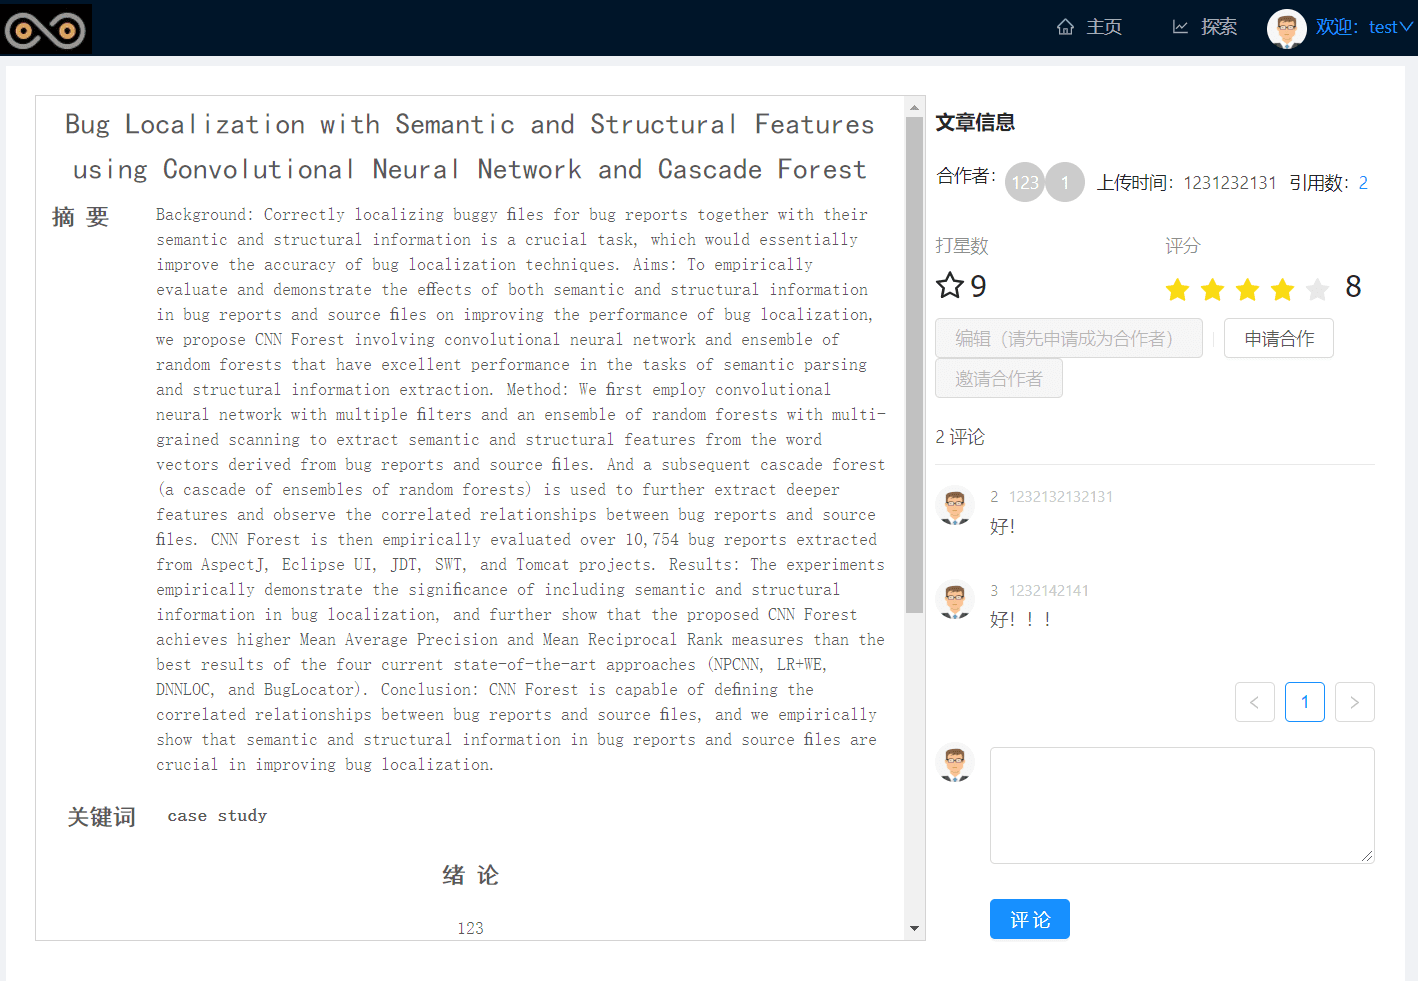 主页
探索
欢迎：test
Bug Localization with Semantic and Structural Features
using Convolutional Neural Network and Cascade Forest
摘 要
Background: Correctly localizing buggy files for bug reports together with their
semantic and structural information is a crucial task, which would essentially
improve the accuracy of bug localization techniques. Aims: To empirically
evaluate and demonstrate the effects of both semantic and structural information
in bug reports and source files on improving the performance of bug localization,
we propose CNN Forest involving convolutional neural network and ensemble of
random forests that have excellent performance in the tasks of semantic parsing
and structural information extraction. Method: We first employ convolutional
neural network with multiple filters and an ensemble of random forests with multi-
grained scanning to extract semantic and structural features from the word
vectors derived from bug reports and source files. And a subsequent cascade forest
(a cascade of ensembles of random forests) is used to further extract deeper
features and observe the correlated relationships between bug reports and source
files. CNN Forest is then empirically evaluated over 10,754 bug reports extracted
from AspectJ, Eclipse UI, JDT, SWT, and Tomcat projects. Results: The experiments
empirically demonstrate the significance of including semantic and structural
information in bug localization, and further show that the proposed CNN Forest
achieves higher Mean Average Precision and Mean Reciprocal Rank measures than the
best results of the four current state-of-the-art approaches (NPCNN, LR+WE,
DNNLOC, and BugLocator). Conclusion: CNN Forest is capable of defining the
correlated relationships between bug reports and source files, and we empirically
show that semantic and structural information in bug reports and source files are
crucial in improving bug localization.
关键词 case study
绪 论
123
文章信息
合作者： 123 1 上传时间：1231232131 引用数：2
打星数
9
评分
8
编辑（请先申请成为合作者）
申请合作
邀请合作者
2 评论
2 1232132132131
好！
3 1232142141
好！！！
< 1 >
评 论